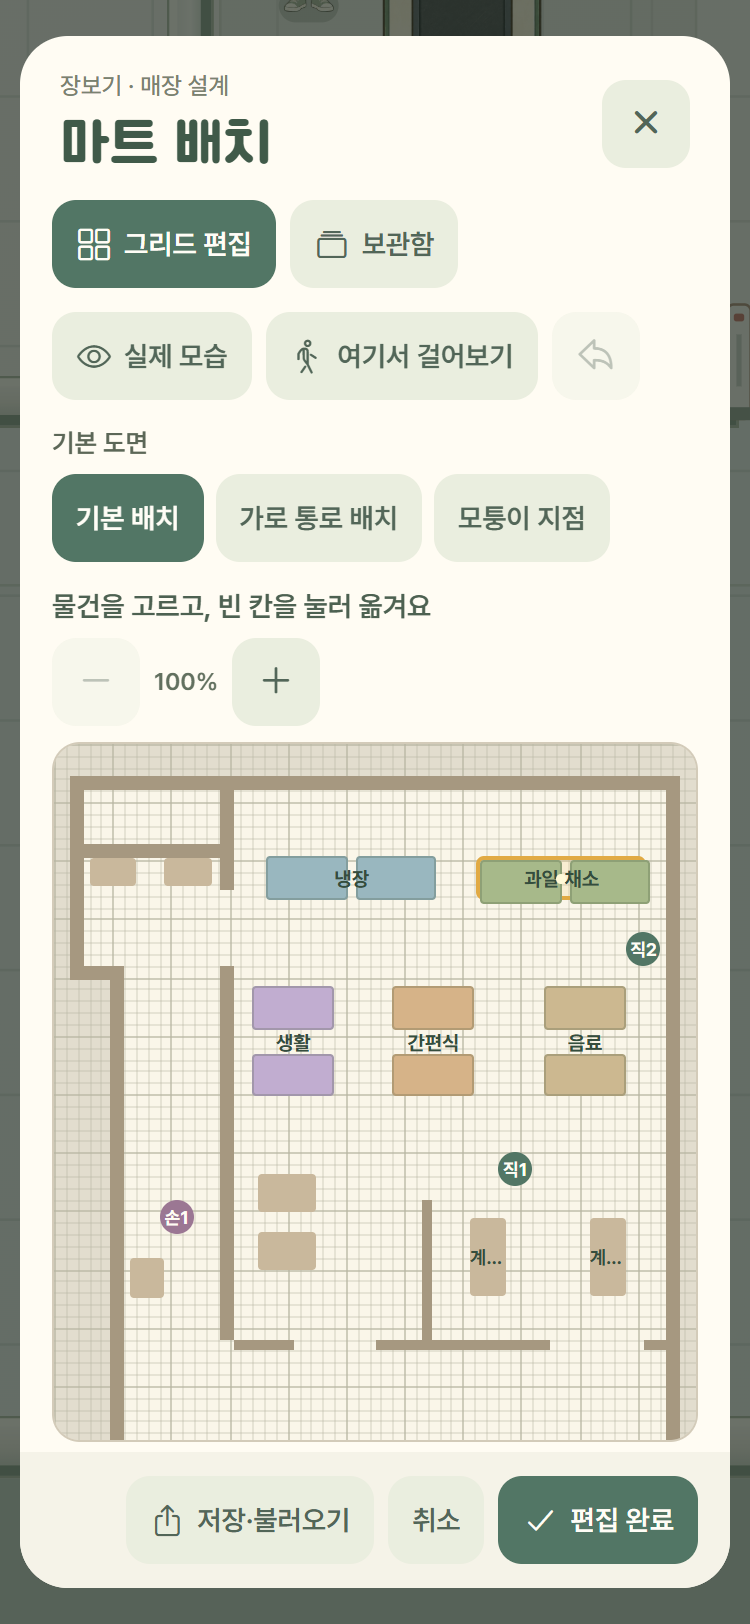 장보기 · 매장 설계
마트 배치
그리드 편집
보관함
실제 모습
여기서 걸어보기
기본 도면
기본 배치
가로 통로 배치
모퉁이 지점
물건을 고르고, 빈 칸을 눌러 옮겨요
100%
냉장
과일 채소
직2
생활
간편식
음료
직1
손1
계...
계...
저장·불러오기
취소
편집 완료